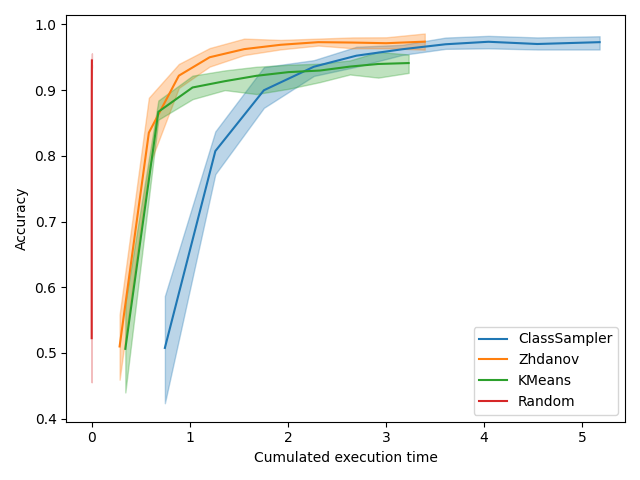 1.0
0.9
0.8
0.7
0.6
0.5
0.4
Accuracy
0
1
2
3
4
5
Cumulated execution time
ClassSampler
Zhdanov
KMeans
Random